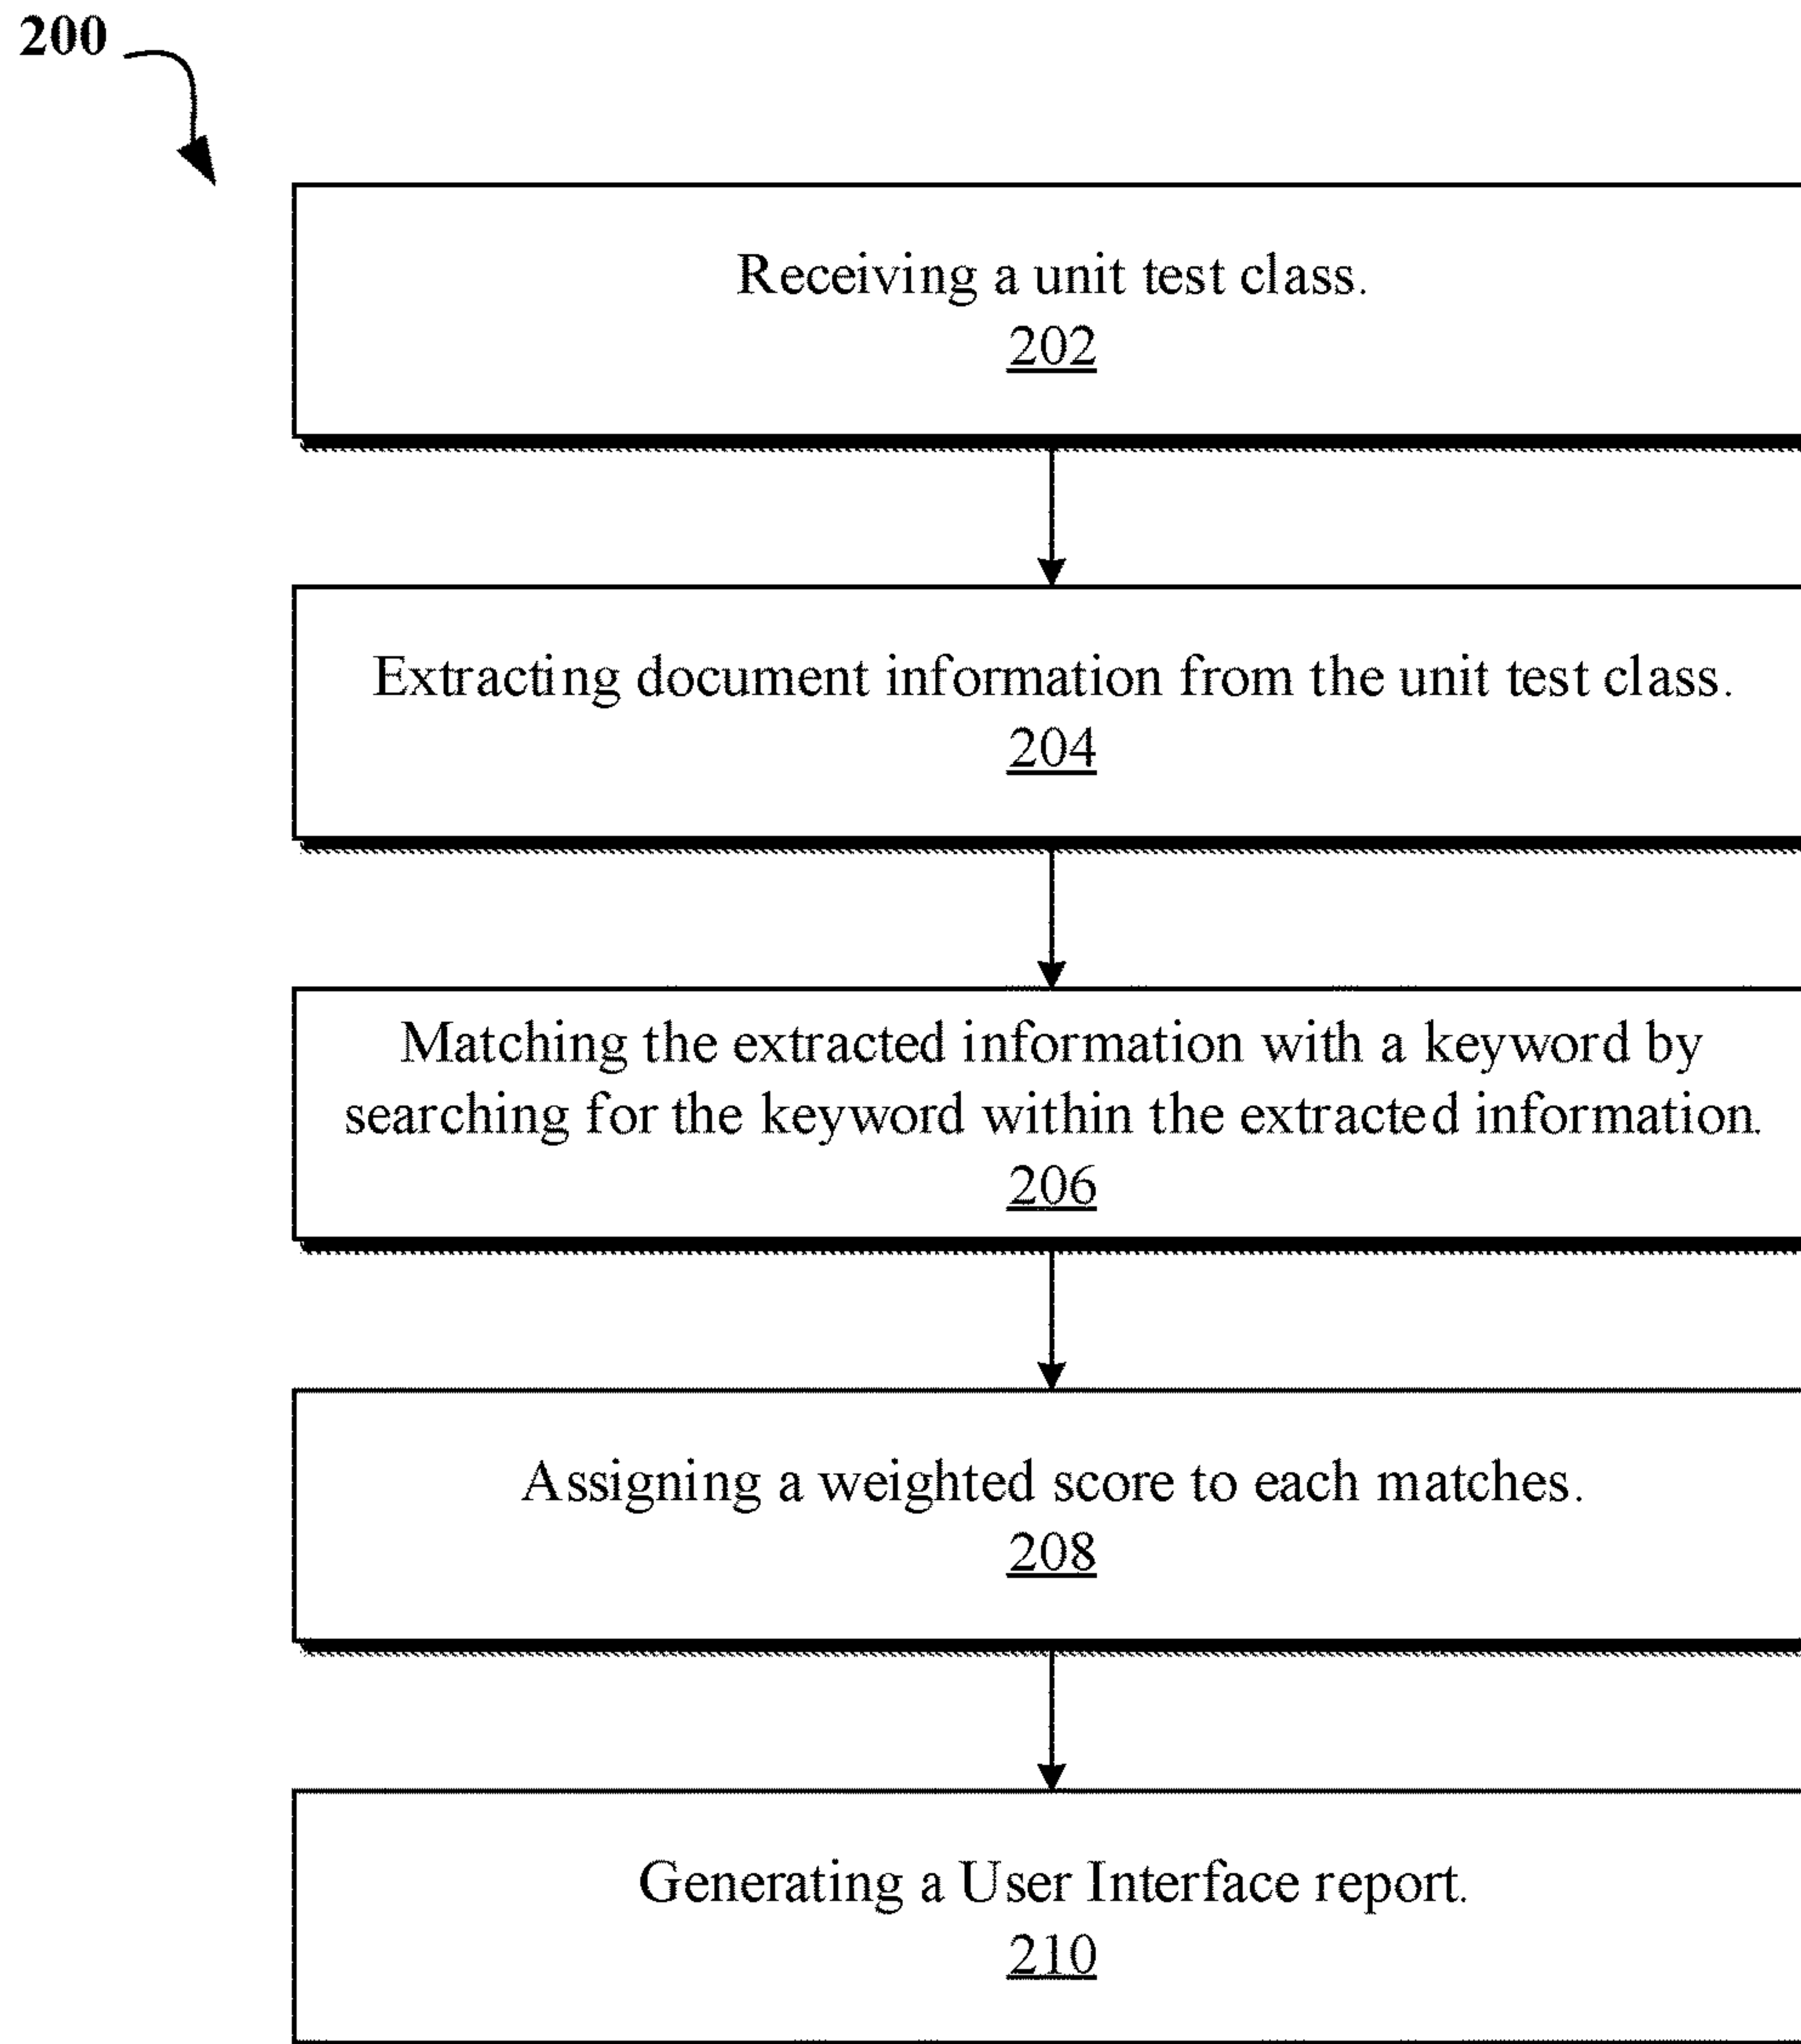 200
Receiving a unit test class.
202
Extracting document information from the unit test class.
204
Matching the extracted information with a keyword by
searching for the keyword within the extracted information.
206
Assigning a weighted score to each matches.
208
Generating a User Interface report.
210